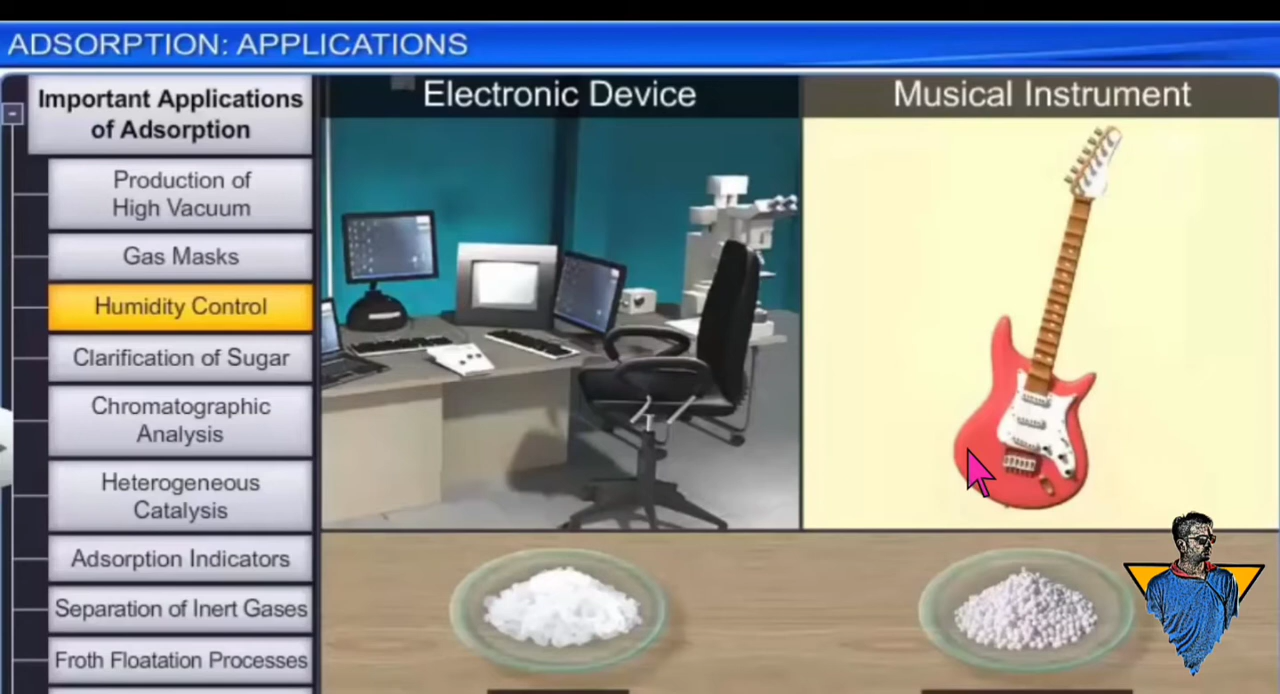 ADSORPTION: APPLICATIONS
Important Applications
of Adsorption
Production of
High Vacuum
Gas Masks
Humidity Control
Clarification of Sugar
Chromatographic
Analysis
Heterogeneous
Catalysis
Adsorption Indicators
Separation of Inert Gases
Froth Floatation Processes
Electronic Device
Musical Instrument